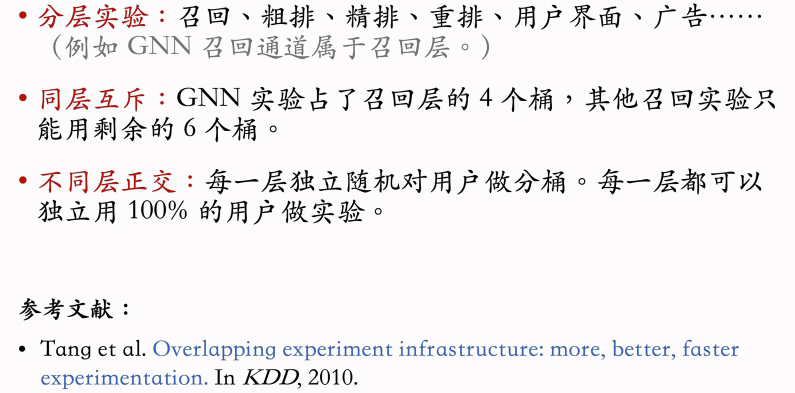 • 分层实验：召回、粗排、精排、重排、用户界面、广告……
（例如 GNN 召回通道属于召回层。）
• 同层互斥：GNN 实验占了召回层的 4 个桶，其他召回实验只
能用剩余的 6 个桶。
• 不同层正交：每一层独立随机对用户做分桶。每一层都可以
独立用 100% 的用户做实验。
参考文献：
• Tang et al. Overlapping experiment infrastructure: more, better, faster
experimentation. In KDD, 2010.